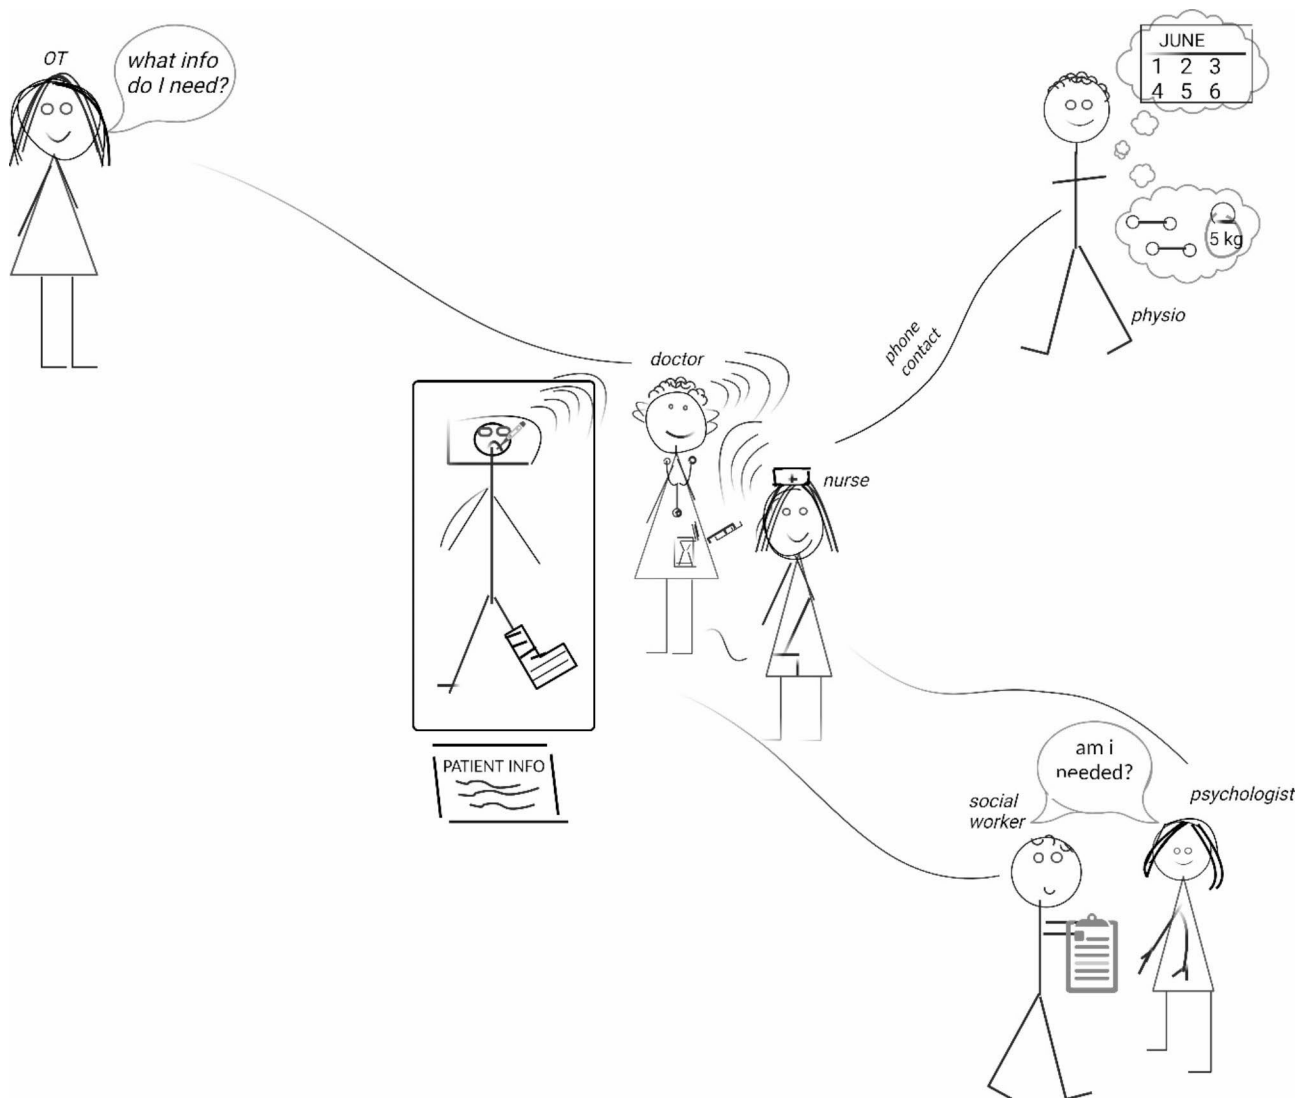 OT
what info
do I need?
JUNE
1 2 3
4 5 6
5 kg
physio
phone
contact
doctor
nurse
PATIENT INFO
am i
needed?
social
worker
psychologist